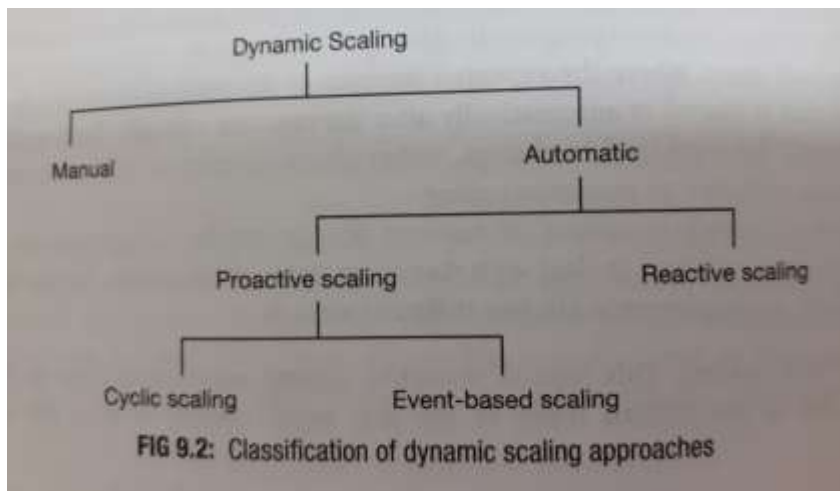 Dynamic Scaling
Manual
Automatic
Proactive scaling
Reactive scaling
Cyclic scaling
Event-based scaling
FIG 9.2: Classification of dynamic scaling approaches